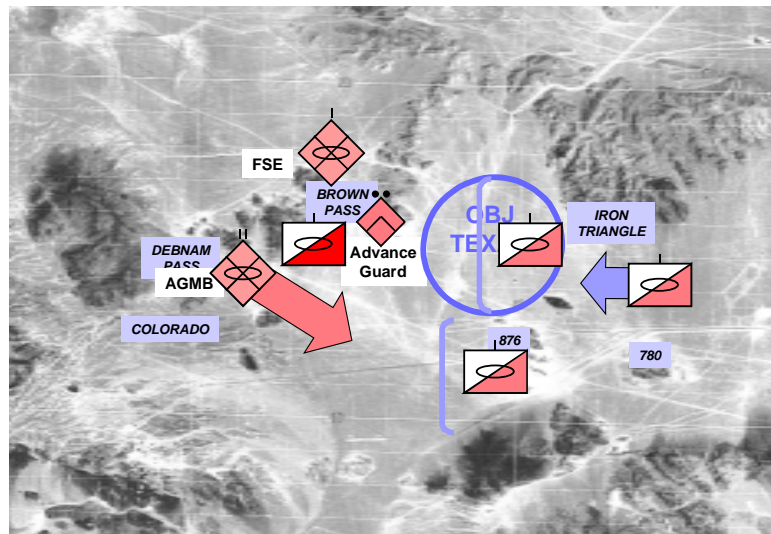 FSE
BROWN
PASS
OBJ
TEX
IRON
TRIANGLE
DEBNAM
PASS
AGMB
Advance
Guard
COLORADO
876
780